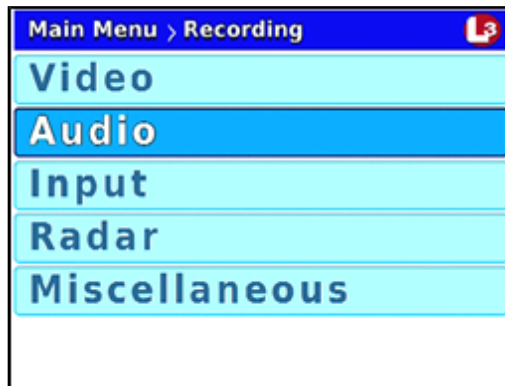 Main Menu > Recording L3
Video
Audio
Input
Radar
Miscellaneous